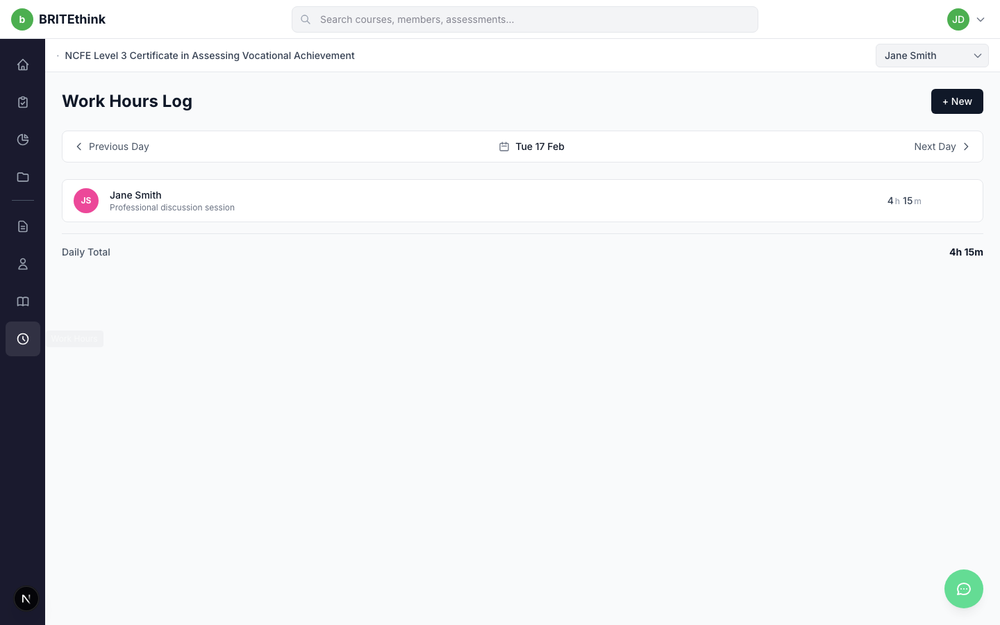 b BRITEthink
Search courses, members, assessments...
JD
· NCFE Level 3 Certificate in Assessing Vocational Achievement
Jane Smith
Work Hours Log
+ New
Previous Day
Tue 17 Feb
Next Day
JS
Jane Smith
Professional discussion session
4h 15m
Daily Total
4h 15m
Work Hours
N